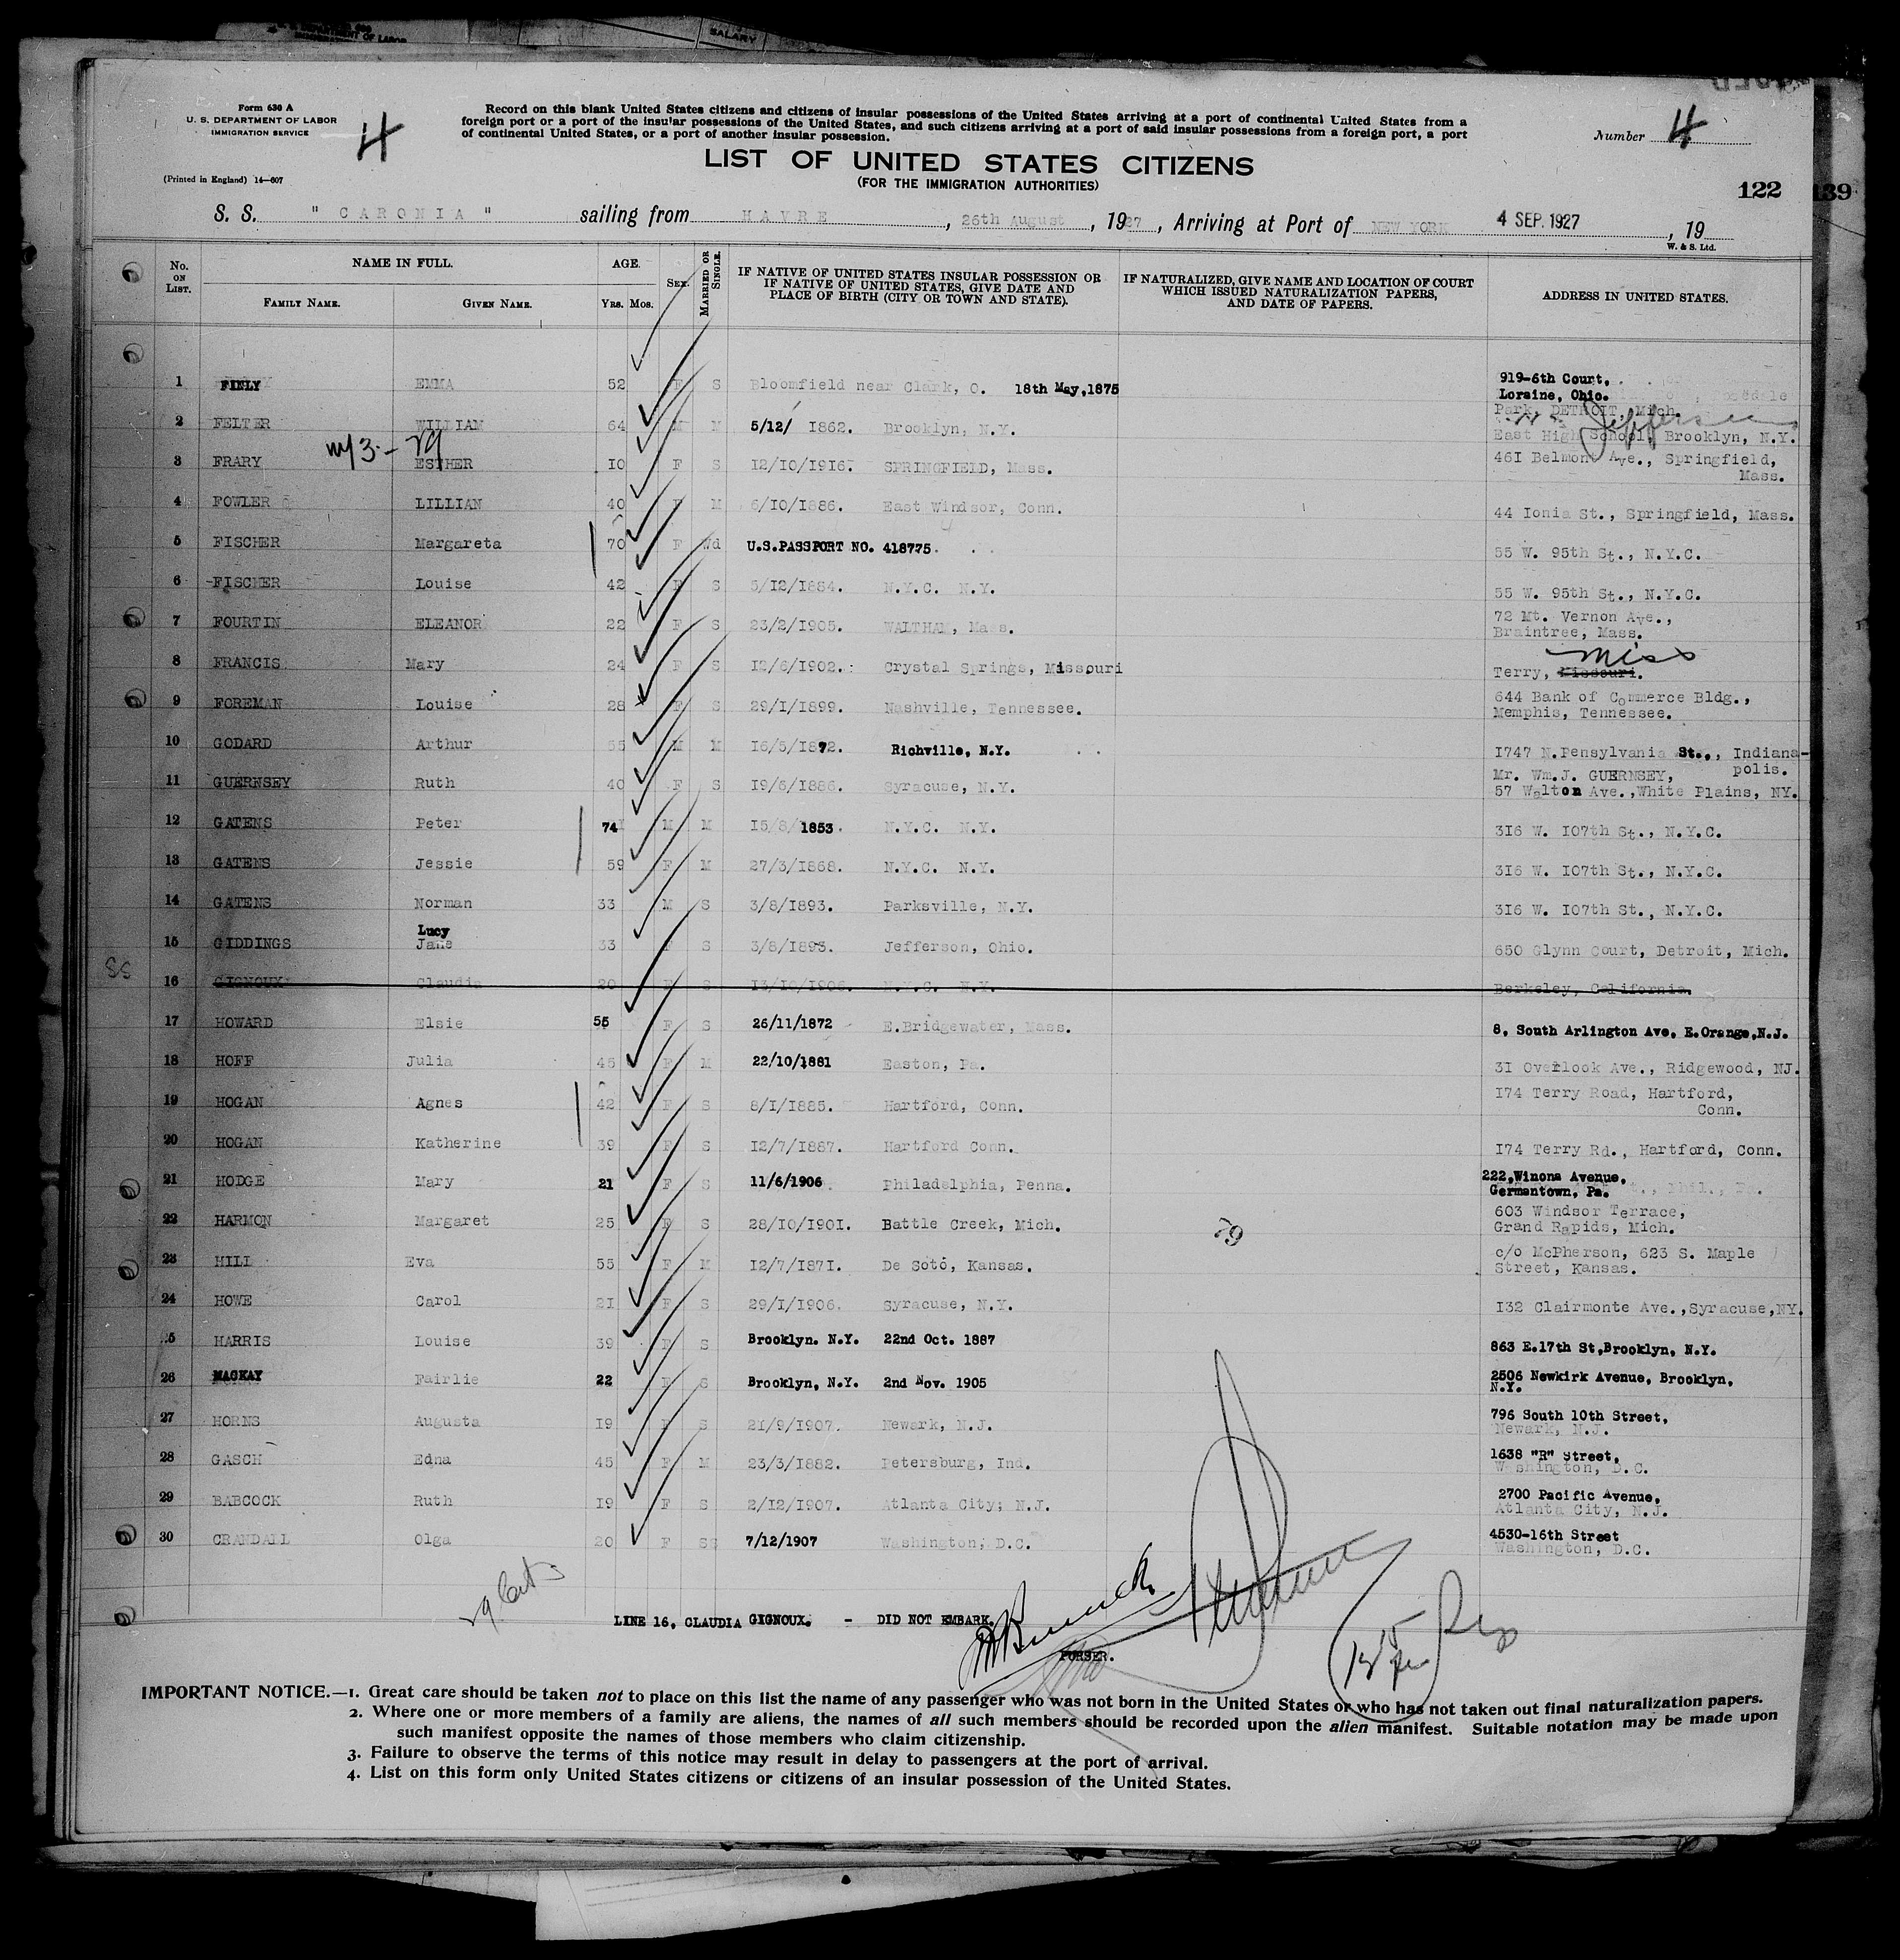 SALARY
Form 630 A
U. S. DEPARTMENT OF LABOR
IMMIGRATION SERVICE
(Printed in England) 14—607
4
Record on this blank United States citizens and citizens of insular possessions of the United States arriving at a port of continental United States from a
foreign port or a port of the insular possessions of the United States, and such citizens arriving at a port of said insular possessions from a foreign port, a port
of continental United States, or a port of another insular possession.
Number 4
LIST OF UNITED STATES CITIZENS
(FOR THE IMMIGRATION AUTHORITIES)
122 139
S. S. " CARONIA " sailing from HAVRE, 26th August, 1927, Arriving at Port of NEW YORK 4 SEP. 1927, 19
W. & S. Ltd.
No. ON LIST. NAME IN FULL. FAMILY NAME. GIVEN NAME. AGE. Yrs. Mos. SEX. MARRIED OR SINGLE. IF NATIVE OF UNITED STATES INSULAR POSSESSION OR IF NATIVE OF UNITED STATES, GIVE DATE AND PLACE OF BIRTH (CITY OR TOWN AND STATE). IF NATURALIZED, GIVE NAME AND LOCATION OF COURT WHICH ISSUED NATURALIZATION PAPERS, AND DATE OF PAPERS. ADDRESS IN UNITED STATES.
1 FINLY EMMA 52 F S Bloomfield near Clark, O. 18th May, 1875 919-6th Court, Loraine, Ohio.
Park, DETROIT, Mich.
2 FELTER WILLIAM 64 M M 5/12/ 1862. Brooklyn, N.Y. Jefferson East High School, Brooklyn, N.Y.
3 FRARY ESTHER 10 F S 12/10/1916. SPRINGFIELD, Mass. 461 Belmont Ave., Springfield, Mass.
4 FOWLER LILLIAN 40 F M 6/10/1886. East Windsor, Conn. 44 Ionia St., Springfield, Mass.
5 FISCHER Margareta 70 F Wd U.S.PASSPORT NO. 418775. 55 W. 95th St., N.Y.C.
6 FISCHER Louise 42 F S 5/12/1884. N.Y.C. N.Y. 55 W. 95th St., N.Y.C.
7 FOURTIN ELEANOR 22 F S 23/2/1905. WALTHAM, Mass. 72 Mt. Vernon Ave., Braintree, Mass.
8 FRANCIS Mary 24 F S 12/6/1902. Crystal Springs, Missouri Terry, Missouri. Miss
9 FOREMAN Louise 28 F S 29/1/1899. Nashville, Tennessee. 644 Bank of Commerce Bldg., Memphis, Tennessee.
10 GODARD Arthur 55 M M 16/5/1872. Richville, N.Y. 1747 N.Pensylvania St., Indiana-polis.
11 GUERNSEY Ruth 40 F S 19/6/1886. Syracuse, N.Y. Mr. Wm.J. GUERNSEY, 57 Walton Ave.,White Plains, NY.
12 GATENS Peter 74 M M 15/8/1853. N.Y.C. N.Y. 316 W. 107th St., N.Y.C.
13 GATENS Jessie 59 F M 27/3/1868. N.Y.C. N.Y. 316 W. 107th St., N.Y.C.
14 GATENS Norman 33 M S 3/8/1893. Parksville, N.Y. 316 W. 107th St., N.Y.C.
15 GIDDINGS Lucy Jane 33 F S 3/8/1893. Jefferson, Ohio. 650 Glynn Court, Detroit, Mich.
16 GIGNOUX Claudia 20 F S 13/10/1906. N.Y.C. N.Y. Berkeley, California.
17 HOWARD Elsie 55 F S 26/11/1872 E.Bridgewater, Mass. 8, South Arlington Ave, E.Orange,N.J.
18 HOFF Julia 45 F M 22/10/1881 Easton, Pa. 31 Overlook Ave., Ridgewood, NJ.
19 HOGAN Agnes 42 F S 8/1/1885. Hartford, Conn. 174 Terry Road, Hartford, Conn.
20 HOGAN Katherine 39 F S 12/7/1887. Hartford Conn. 174 Terry Rd., Hartford, Conn.
21 HODGE Mary 21 F S 11/6/1906 Philadelphia, Penna. 222,Winona Avenue, Germantown, Pa.
22 HARMON Margaret 25 F S 28/10/1901. Battle Creek, Mich. 603 Windsor Terrace, Grand Rapids, Mich.
23 HILL Eva 55 F M 12/7/1871. De Soto, Kansas. c/o McPherson, 623 S. Maple Street, Kansas.
24 HOWE Carol 21 F S 29/1/1906. Syracuse, N.Y. 132 Clairmonte Ave.,Syracuse,NY.
5 HARRIS Louise 39 F S Brooklyn. N.Y. 22nd Oct. 1887 863 E.17th St,Brooklyn, N.Y.
26 MACKAY Fairlie 22 F S Brooklyn, N.Y. 2nd Nov. 1905 2506 Newkirk Avenue, Brooklyn, N.Y.
27 HORNS Augusta 19 F S 21/9/1907. Newark, N.J. 796 South 10th Street, Newark, N.J.
28 GASCH Edna 45 F M 23/3/1882. Petersburg, Ind. 1638 "R" Street, Washington, D.C.
29 BABCOCK Ruth 19 F S 2/12/1907. Atlanta City, N.J. 2700 Pacific Avenue, Atlanta City, N.J.
30 CRANDALL Olga 20 F SS 7/12/1907 Washington, D.C. 4530-16th Street Washington, D.C.
LINE 16, CLAUDIA GIGNOUX. - DID NOT EMBARK.
PURSER.
IMPORTANT NOTICE.—1. Great care should be taken not to place on this list the name of any passenger who was not born in the United States or who has not taken out final naturalization papers.
2. Where one or more members of a family are aliens, the names of all such members should be recorded upon the alien manifest. Suitable notation may be made upon
such manifest opposite the names of those members who claim citizenship.
3. Failure to observe the terms of this notice may result in delay to passengers at the port of arrival.
4. List on this form only United States citizens or citizens of an insular possession of the United States.